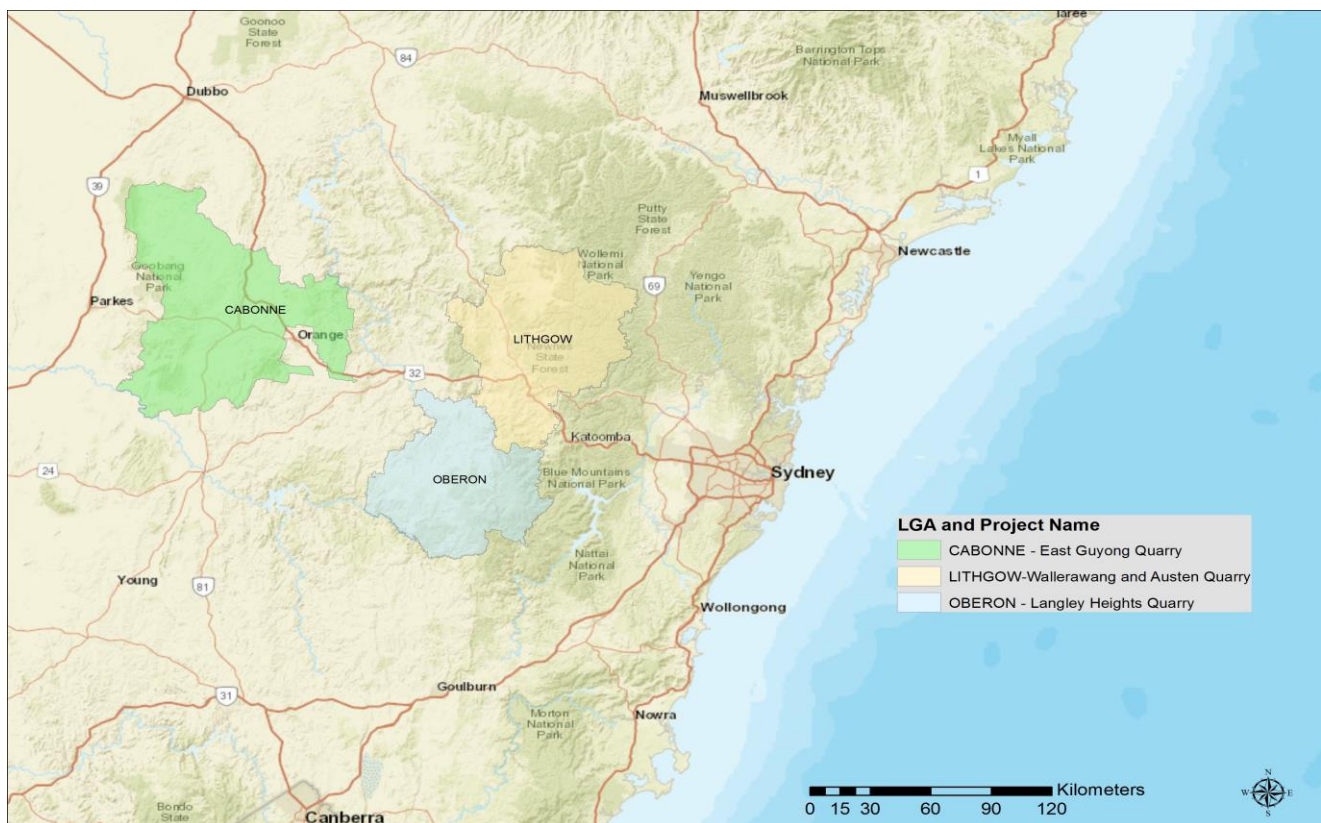 Goonoo
State
Forest
Taree
Barrington Tops
National Park
84
Dubbo
Muswellbrook
Myall
Lakes National
Park
39
1
Putty
State
Forest
Newcastle
Wollemi
National
Park
Goobang
National
Park
Yengo
National
Park
69
Parkes
CABONNE
Orange
LITHGOW
Newnes
State
Forest
32
Katoomba
24
OBERON
Blue Mountains
National Park
Sydney
LGA and Project Name
CABONNE - East Guyong Quarry
LITHGOW-Wallerawang and Austen Quarry
OBERON - Langley Heights Quarry
Nattai
National
Park
Young
81
Wollongong
31
Goulburn
Morton
National
Park
Nowra
Bondo
State
Canberra
Kilometers
0 15 30 60 90 120
N
W E
S